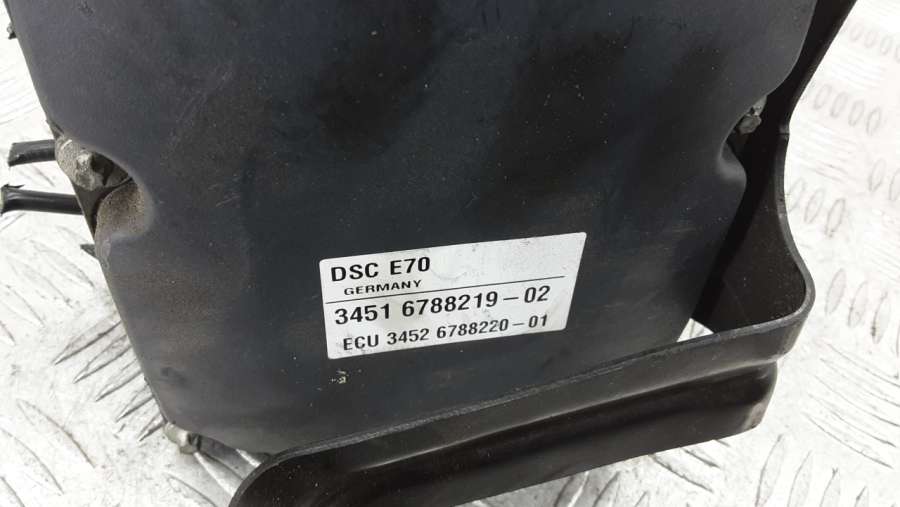 DSC E70
GERMANY
3451 6788219-02
ECU 3452 6788220-01